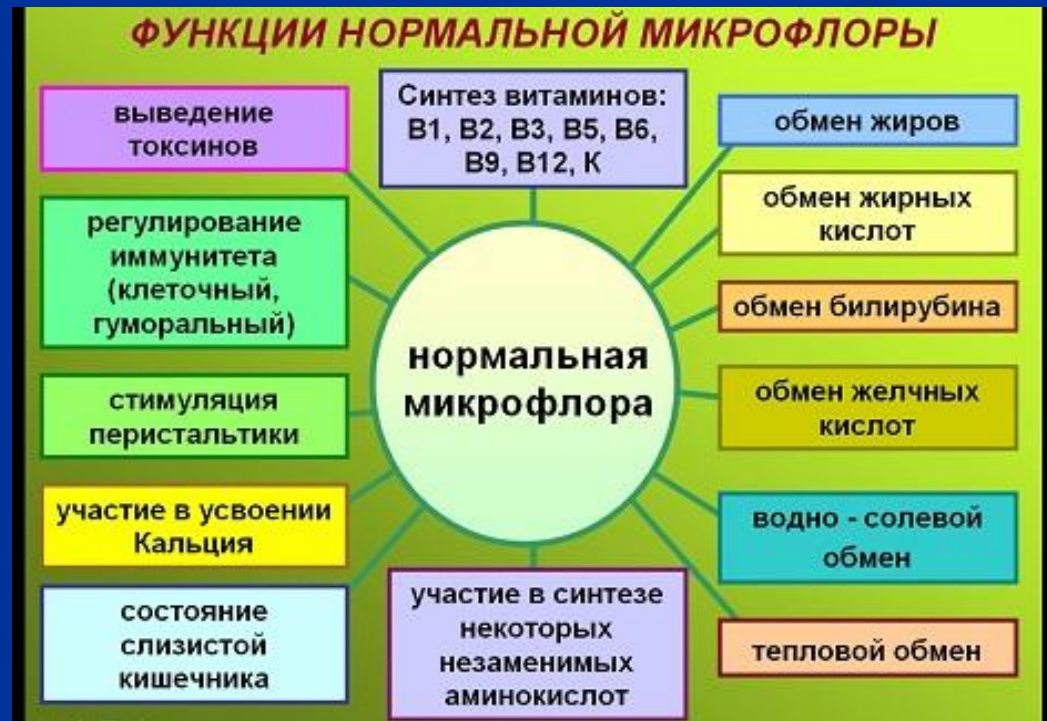 ФУНКЦИИ НОРМАЛЬНОЙ МИКРОФЛОРЫ
выведение
токсинов
регулирование
иммунитета
(клеточный,
гуморальный)
стимуляция
перистальтики
участие в усвоении
Кальция
состояние
слизистой
кишечника
Синтез витаминов:
В1, В2, В3, В5, В6,
В9, В12, К
нормальная
микрофлора
участие в синтезе
некоторых
незаменимых
аминокислот
обмен жиров
обмен жирных
кислот
обмен билирубина
обмен желчных
кислот
водно - солевой
обмен
тепловой обмен